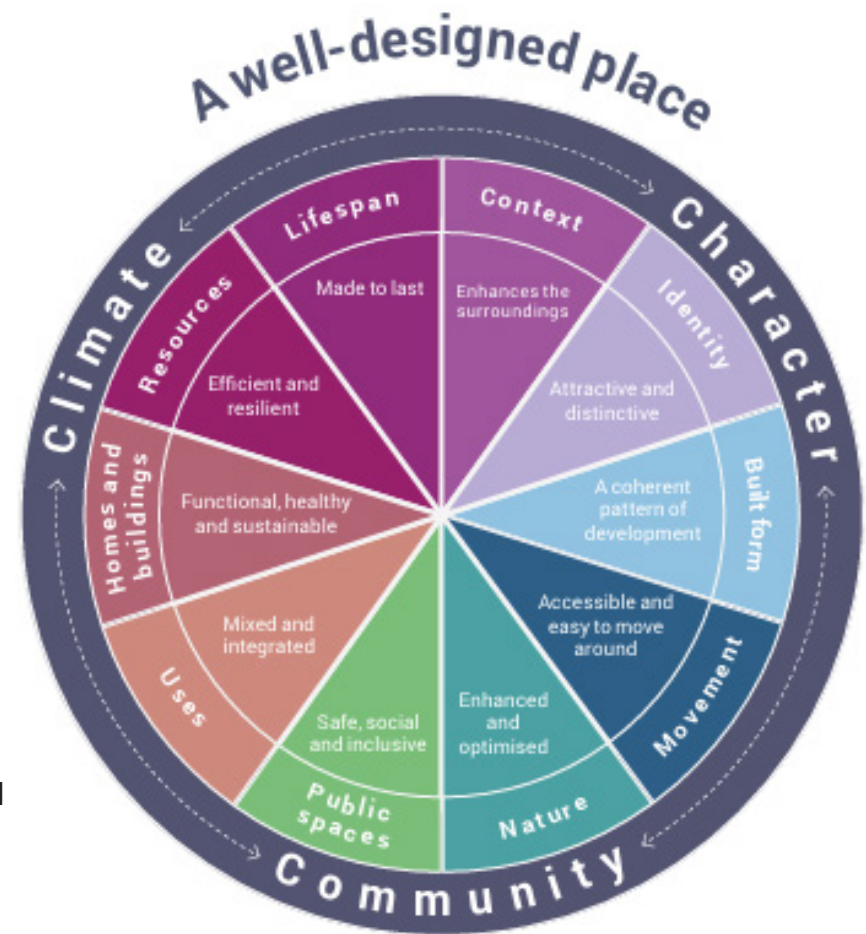 A well-designed place
Climate
Character
Community
Context
Enhances the
surroundings
Identity
Attractive and
distinctive
Built form
A coherent
pattern of
development
Movement
Accessible and
easy to move
around
Nature
Enhanced
and
optimised
Public
spaces
Safe, social
and inclusive
Uses
Mixed and
integrated
Homes and
buildings
Functional, healthy
and sustainable
Resources
Efficient and
resilient
Lifespan
Made to last